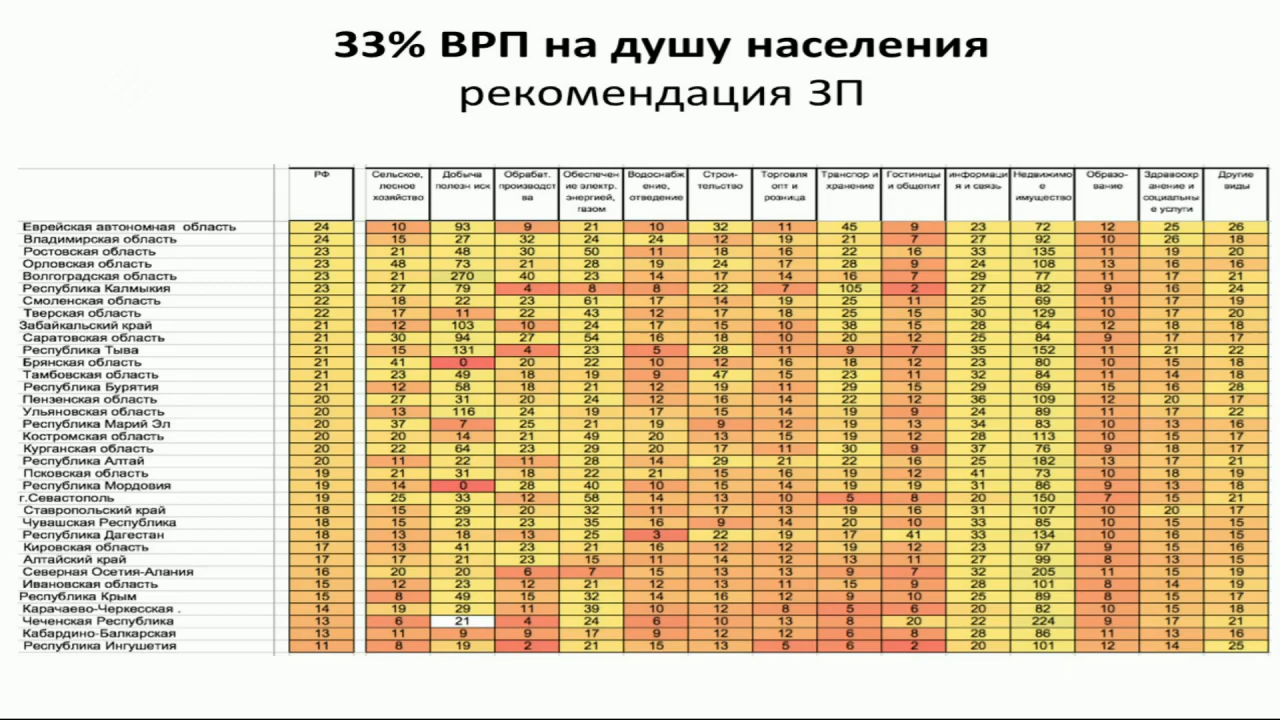 33% ВРП на душу населения
рекомендация ЗП
РФ Сельское, лесное хозяйство Добыча полезн иск Обрабат. производст ва Обеспечен ие электр. энергией, газом Водоснабж ение, отведение Строи- тельство Торговля опт и розница Транспор и хранение Гостиницы и общепит информаци я и связь Недвижимо е имущество Образо- вание Здравоохр анение и социальны е услуги Другие виды
Еврейская автономная область 24 10 93 9 21 10 32 11 45 9 23 72 12 25 26
Владимирская область 24 15 27 32 24 24 12 19 21 7 27 92 10 26 18
Ростовская область 23 21 48 30 50 11 18 16 22 16 33 135 11 19 20
Орловская область 23 48 73 21 28 19 24 17 28 9 24 108 13 16 16
Волгоградская область 23 21 270 40 23 14 17 14 16 7 29 77 11 17 21
Республика Калмыкия 23 27 79 4 8 8 22 7 105 2 27 82 9 16 24
Смоленская область 22 18 22 23 61 17 14 19 25 11 25 69 11 17 19
Тверская область 22 17 11 22 43 12 17 18 25 15 30 129 10 17 20
Забайкальский край 21 12 103 10 24 17 15 10 38 15 28 64 12 18 18
Саратовская область 21 30 94 27 54 16 18 10 20 12 25 84 9 17 17
Республика Тыва 21 15 131 4 23 5 28 11 9 7 35 152 11 21 22
Брянская область 21 41 0 20 22 10 12 16 18 12 23 80 10 15 18
Тамбовская область 21 23 49 18 19 9 47 15 23 11 32 84 11 14 18
Республика Бурятия 21 12 58 18 21 12 19 11 29 15 29 69 15 16 28
Пензенская область 20 27 31 20 24 12 16 14 22 12 36 109 12 20 17
Ульяновская область 20 13 116 24 19 17 15 14 19 9 24 89 11 17 22
Республика Марий Эл 20 37 7 25 21 19 9 12 19 13 34 83 10 13 16
Костромская область 20 20 14 21 49 20 13 15 19 12 28 113 10 15 17
Курганская область 20 22 64 23 29 20 17 11 30 9 37 76 9 18 17
Республика Алтай 20 11 22 11 28 14 29 21 22 16 25 182 13 17 21
Псковская область 19 21 31 18 22 21 15 16 19 12 41 73 10 18 19
Республика Мордовия 19 14 0 28 40 10 15 14 19 19 31 86 9 13 18
г.Севастополь 19 25 33 12 58 14 13 10 5 8 20 150 7 15 21
Ставропольский край 18 15 29 20 32 11 17 13 19 16 31 107 10 20 17
Чувашская Республика 18 15 23 23 35 16 9 14 20 10 33 85 10 15 15
Республика Дагестан 18 13 18 13 25 3 22 19 17 41 33 134 10 16 15
Кировская область 17 13 41 23 21 16 12 12 19 12 23 97 9 15 16
Алтайский край 17 17 21 23 15 11 14 12 13 11 27 99 8 13 15
Северная Осетия-Алания 16 20 20 6 7 15 13 13 9 7 32 205 11 15 19
Ивановская область 15 12 23 12 21 12 13 11 15 9 28 101 8 14 19
Республика Крым 15 8 49 15 32 14 16 12 9 10 25 89 8 15 17
Карачаево-Черкесская . 14 19 29 11 39 10 12 8 5 6 20 82 10 15 18
Чеченская Республика 13 6 21 4 24 6 10 13 8 20 22 224 9 17 21
Кабардино-Балкарская 13 11 9 9 17 9 12 12 6 8 28 86 11 13 16
Республика Ингушетия 11 8 19 2 21 15 13 5 6 2 20 101 12 14 25